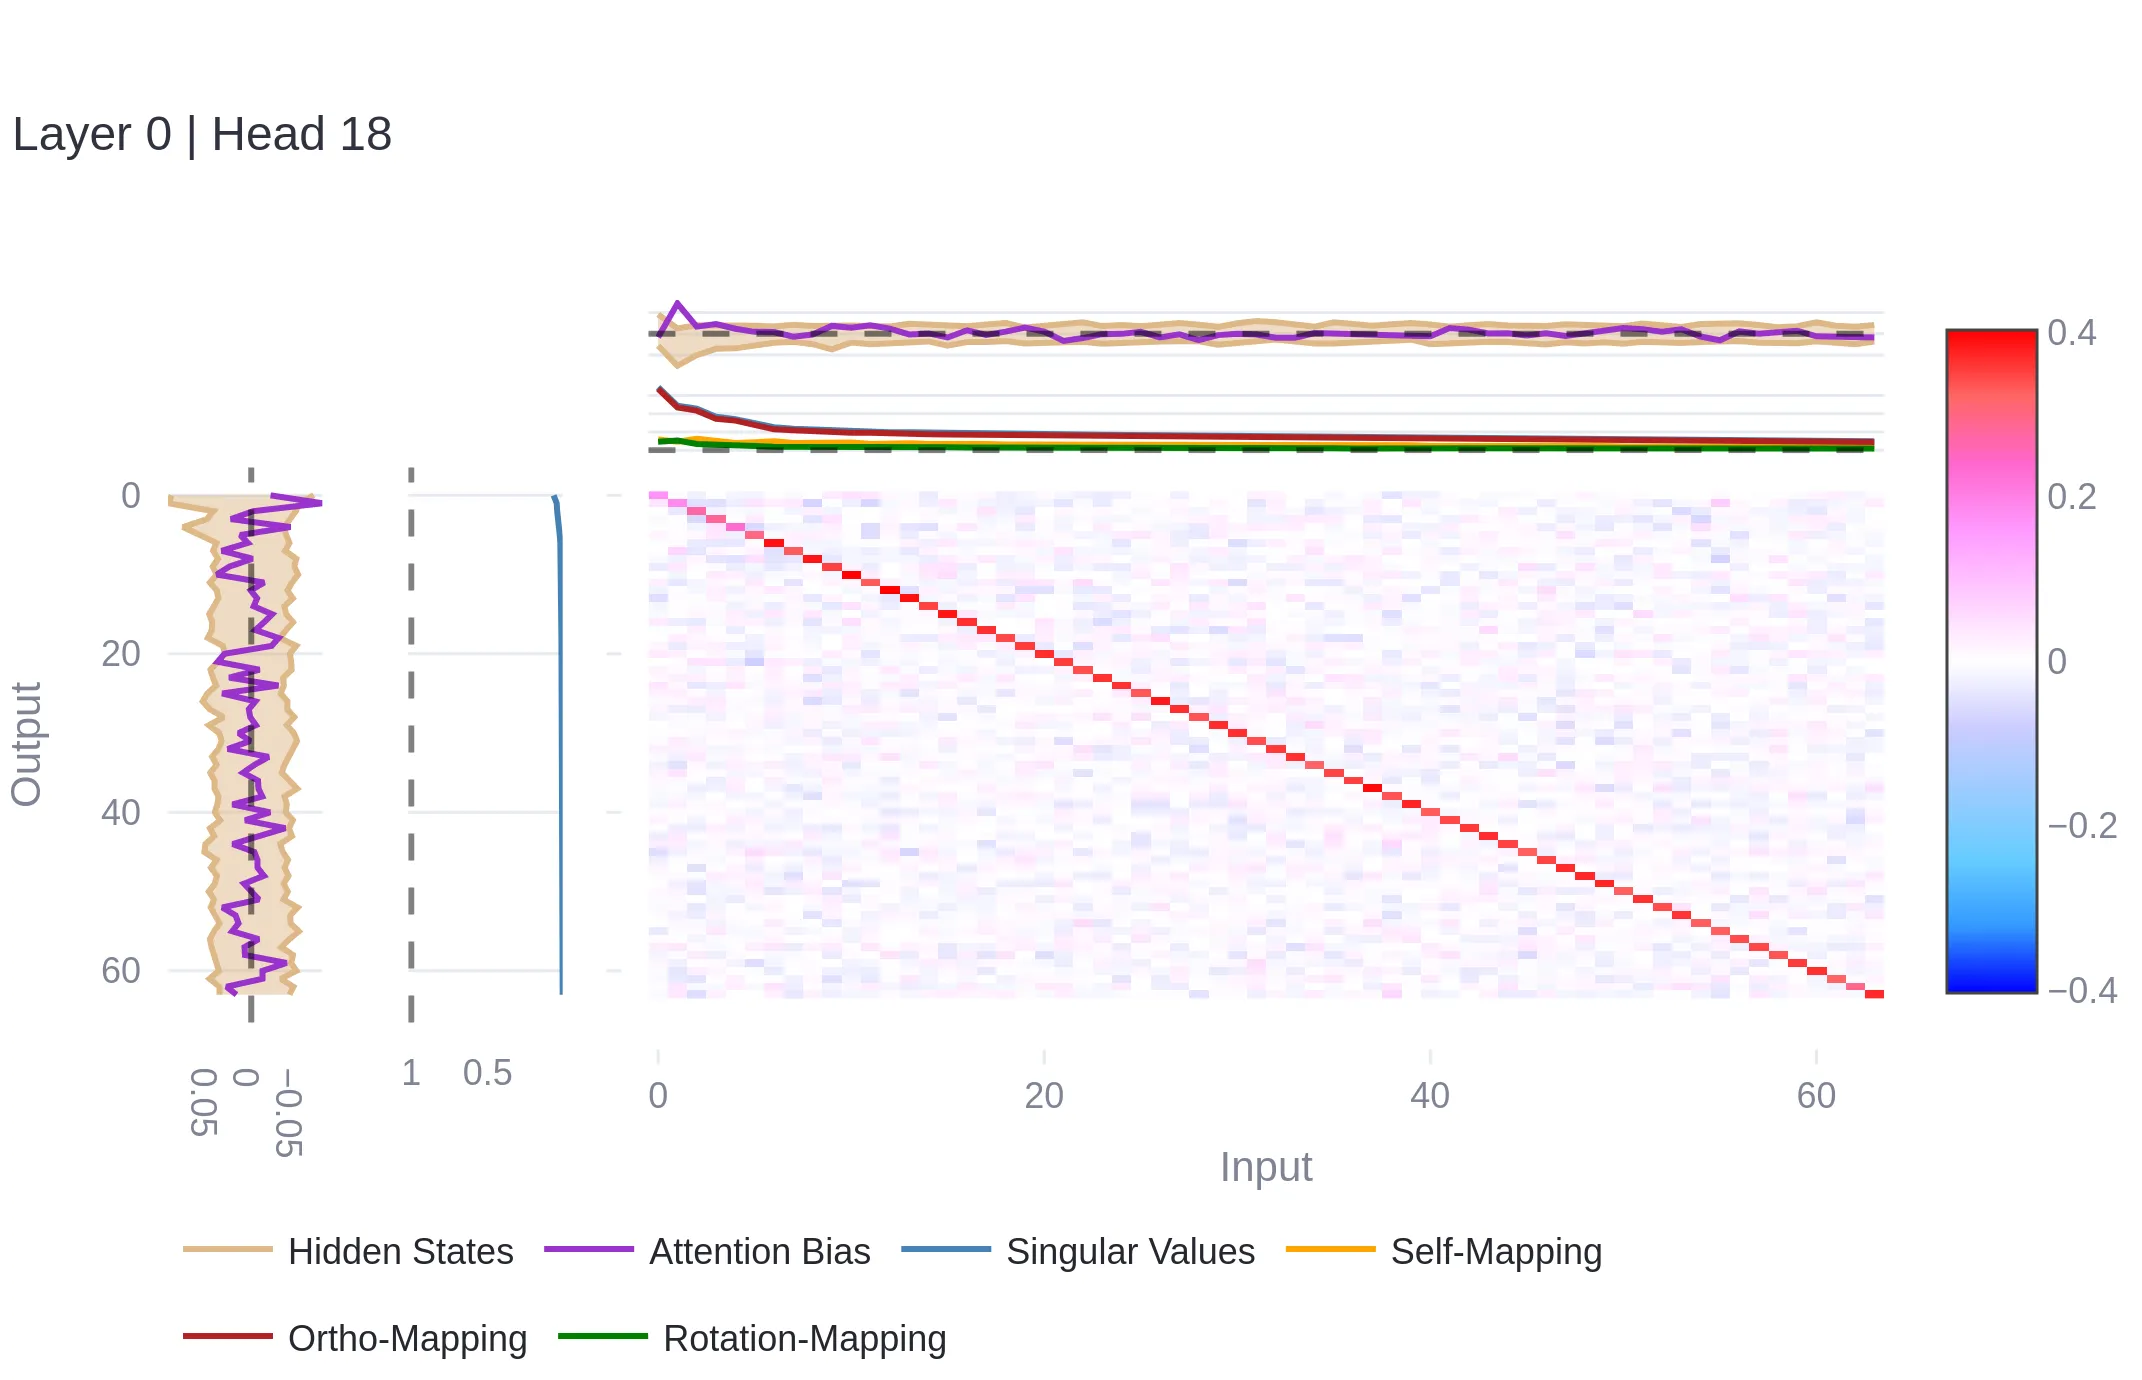 Layer 0 | Head 18
0.4
0.2
0
−0.2
−0.4
0
20
40
60
Output
0.05
0
−0.05
1
0.5
0
20
40
60
Input
Hidden States
Attention Bias
Singular Values
Self-Mapping
Ortho-Mapping
Rotation-Mapping